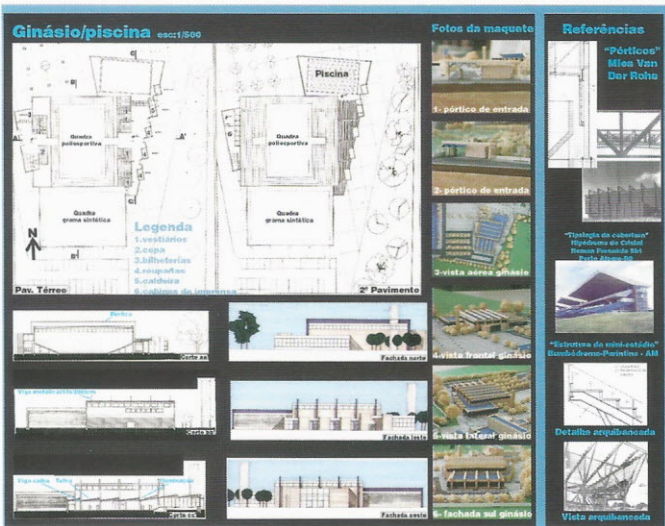 Ginásio/piscina esc:1/500
Piscina
Quadra
poliesportiva
Quadra
poliesportiva
Quadra
grama sintética
Quadra
grama sintética
N
Legenda
1.vestiários
2.copa
3.bilheterias
4.rouparias
5.caldeira
6.cabines de imprensa
Pav. Térreo
2º Pavimento
Pórtico
Corte aa'
Fachada norte
Fachada leste
Viga calha
Telha
Fachada oeste
Fotos da maquete
1- pórtico de entrada
2- pórtico de entrada
3-vista aérea ginásio
4-vista frontal ginásio
5-vista lateral ginásio
6- fachada sul ginásio
Referências
"Pórticos"
Mies Van
Der Rohe
"Tipologia da cobertura"
Hipódromo do Cristal
Porto Alegre-RS
"Estrutura do mini-estádio"
Bumbódromo-Parintins - AM
Detalhe arquibancada
Vista arquibancada